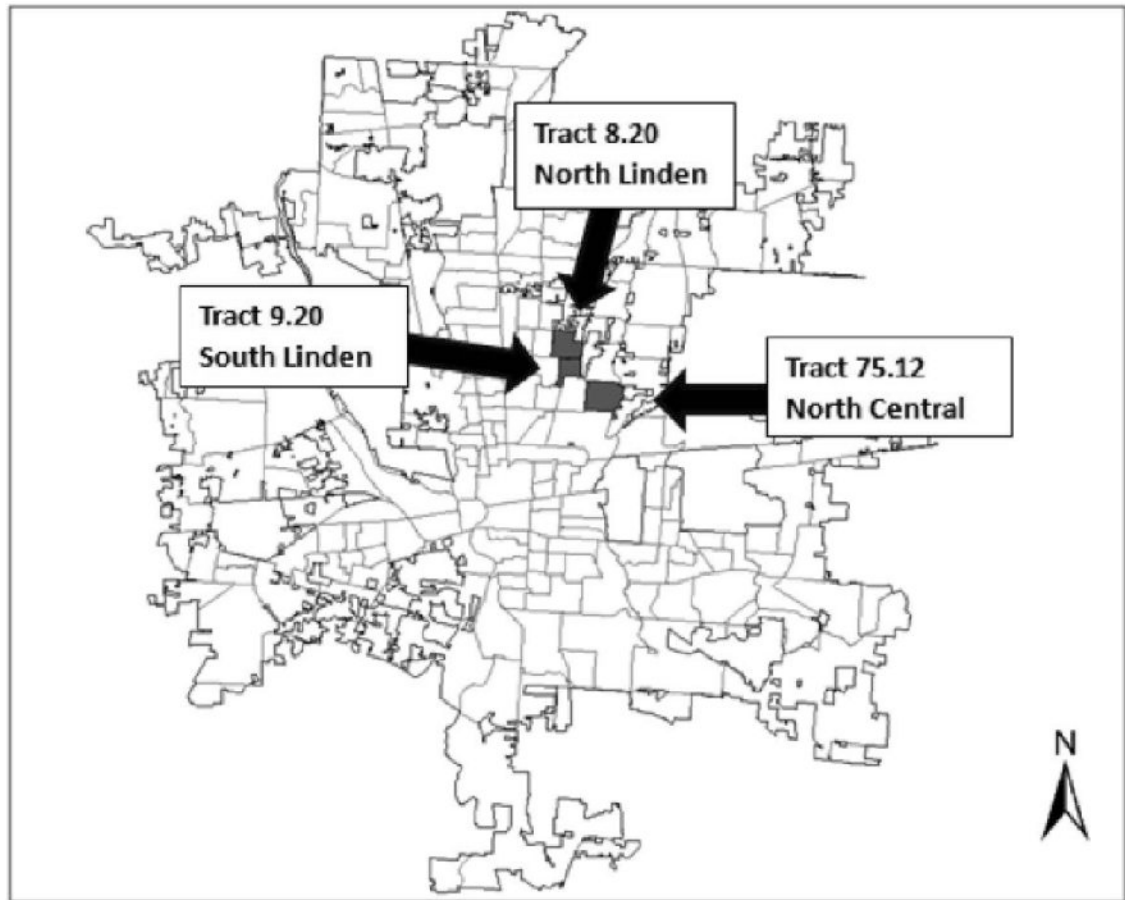 Tract 8.20
North Linden
Tract 9.20
South Linden
Tract 75.12
North Central
N